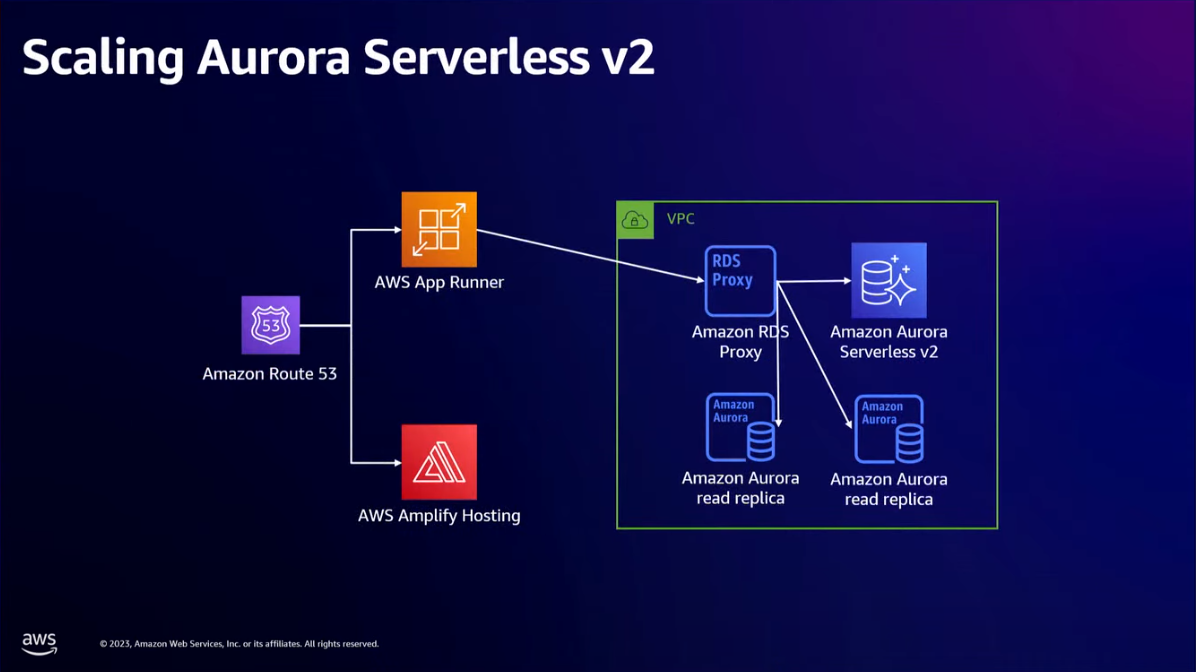 Scaling Aurora Serverless v2
53
Amazon Route 53
AWS App Runner
AWS Amplify Hosting
VPC
RDS
Proxy
Amazon RDS
Proxy
Amazon Aurora
Serverless v2
Amazon
Aurora
Amazon Aurora
read replica
Amazon
Aurora
Amazon Aurora
read replica
aws
© 2023, Amazon Web Services, Inc. or its affiliates. All rights reserved.